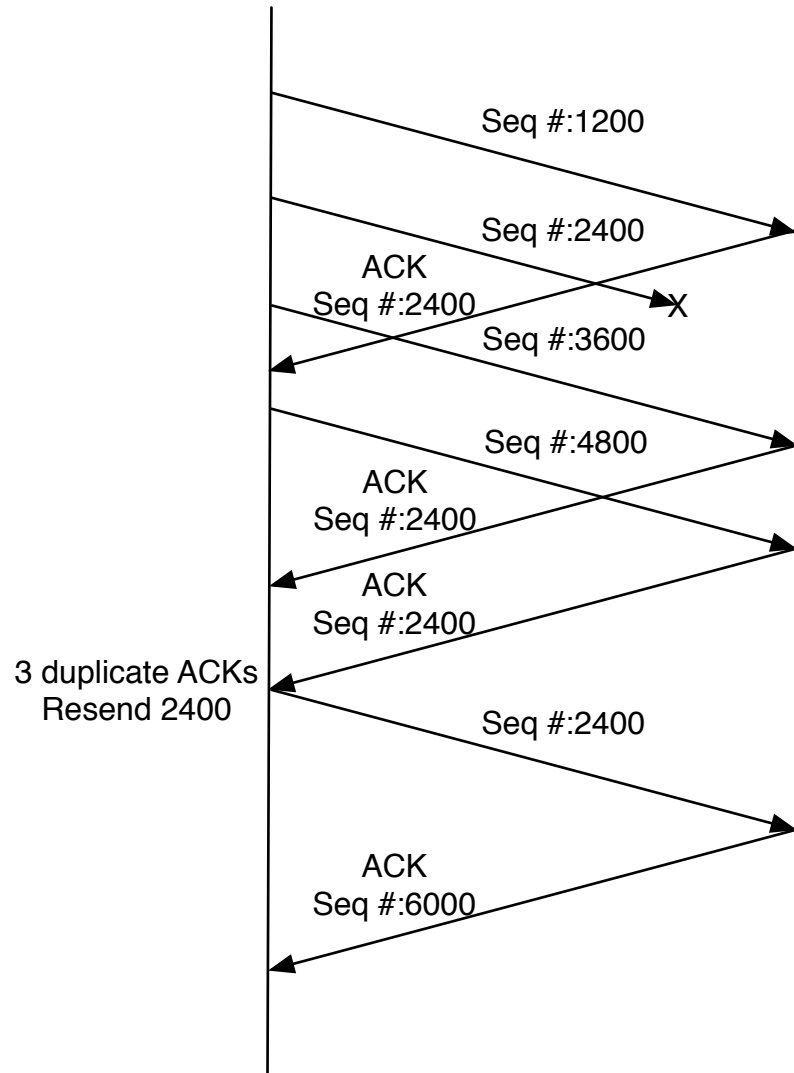 Seq #:1200
Seq #:2400
ACK
Seq #:2400
X
Seq #:3600
Seq #:4800
ACK
Seq #:2400
ACK
Seq #:2400
3 duplicate ACKs
Resend 2400
Seq #:2400
ACK
Seq #:6000